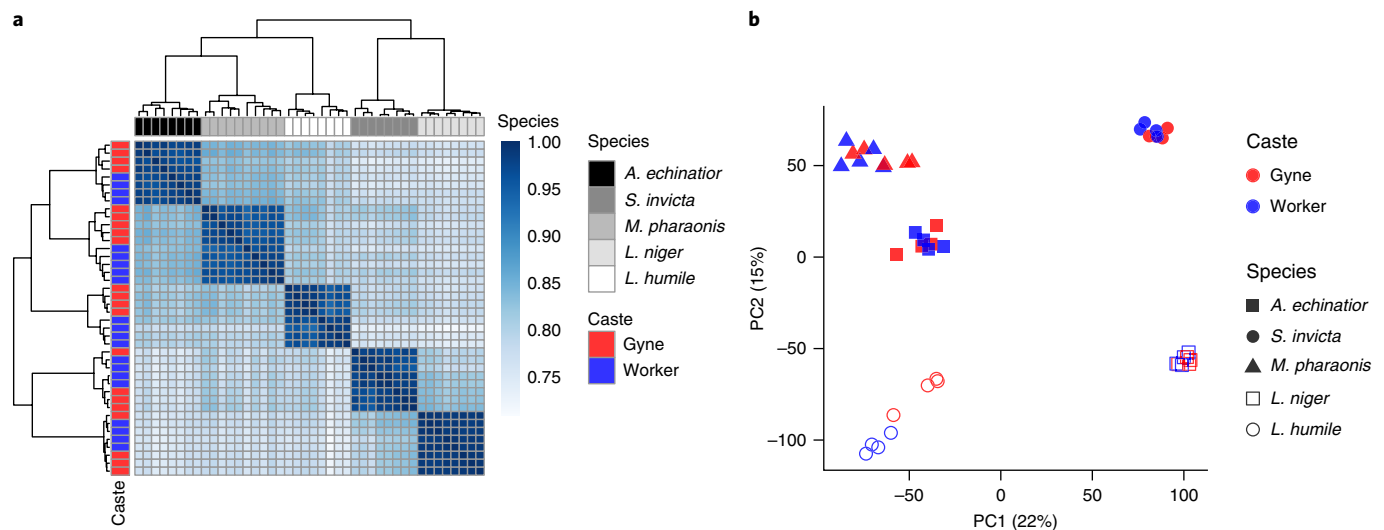 a
Species
1.00
0.95
0.90
0.85
0.80
0.75
Species
A. echinatior
S. invicta
M. pharaonis
L. niger
L. humile
Caste
Gyne
Worker
Caste
b
50
0
−50
−100
PC2 (15%)
−50
0
50
100
PC1 (22%)
Caste
Gyne
Worker
Species
A. echinatior
S. invicta
M. pharaonis
L. niger
L. humile